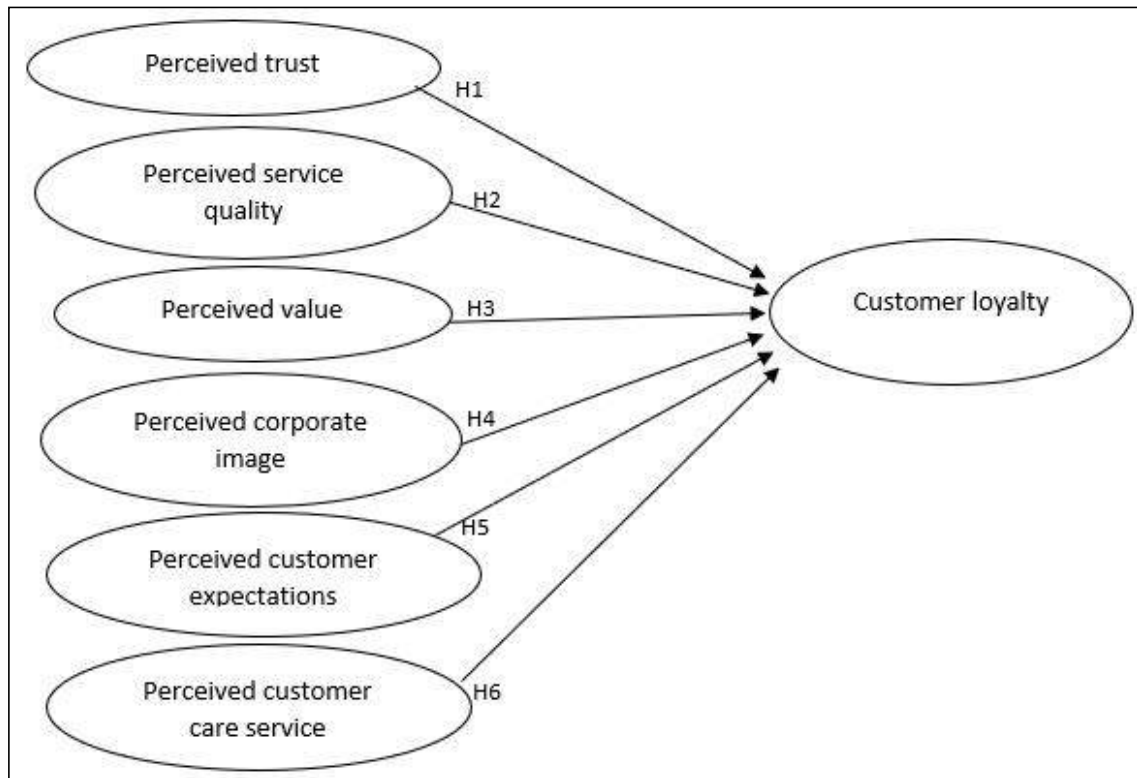 Perceived trust
H1
Perceived service
quality
H2
Perceived value
H3
Customer loyalty
Perceived corporate
image
H4
Perceived customer
expectations
H5
Perceived customer
care service
H6